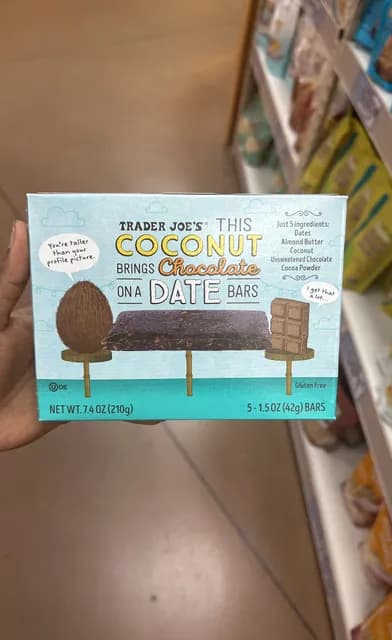 TRADER JOE'S THIS
COCONUT
BRINGS Chocolate
ON A DATE BARS
You're taller
than your
profile picture.
Just 5 ingredients:
Dates
Almond Butter
Coconut
Unsweetened Chocolate
Cocoa Powder
I get that
a lot...
U DE
Gluten Free
NET WT. 7.4 OZ (210g)
5 - 1.5 OZ (42g) BARS